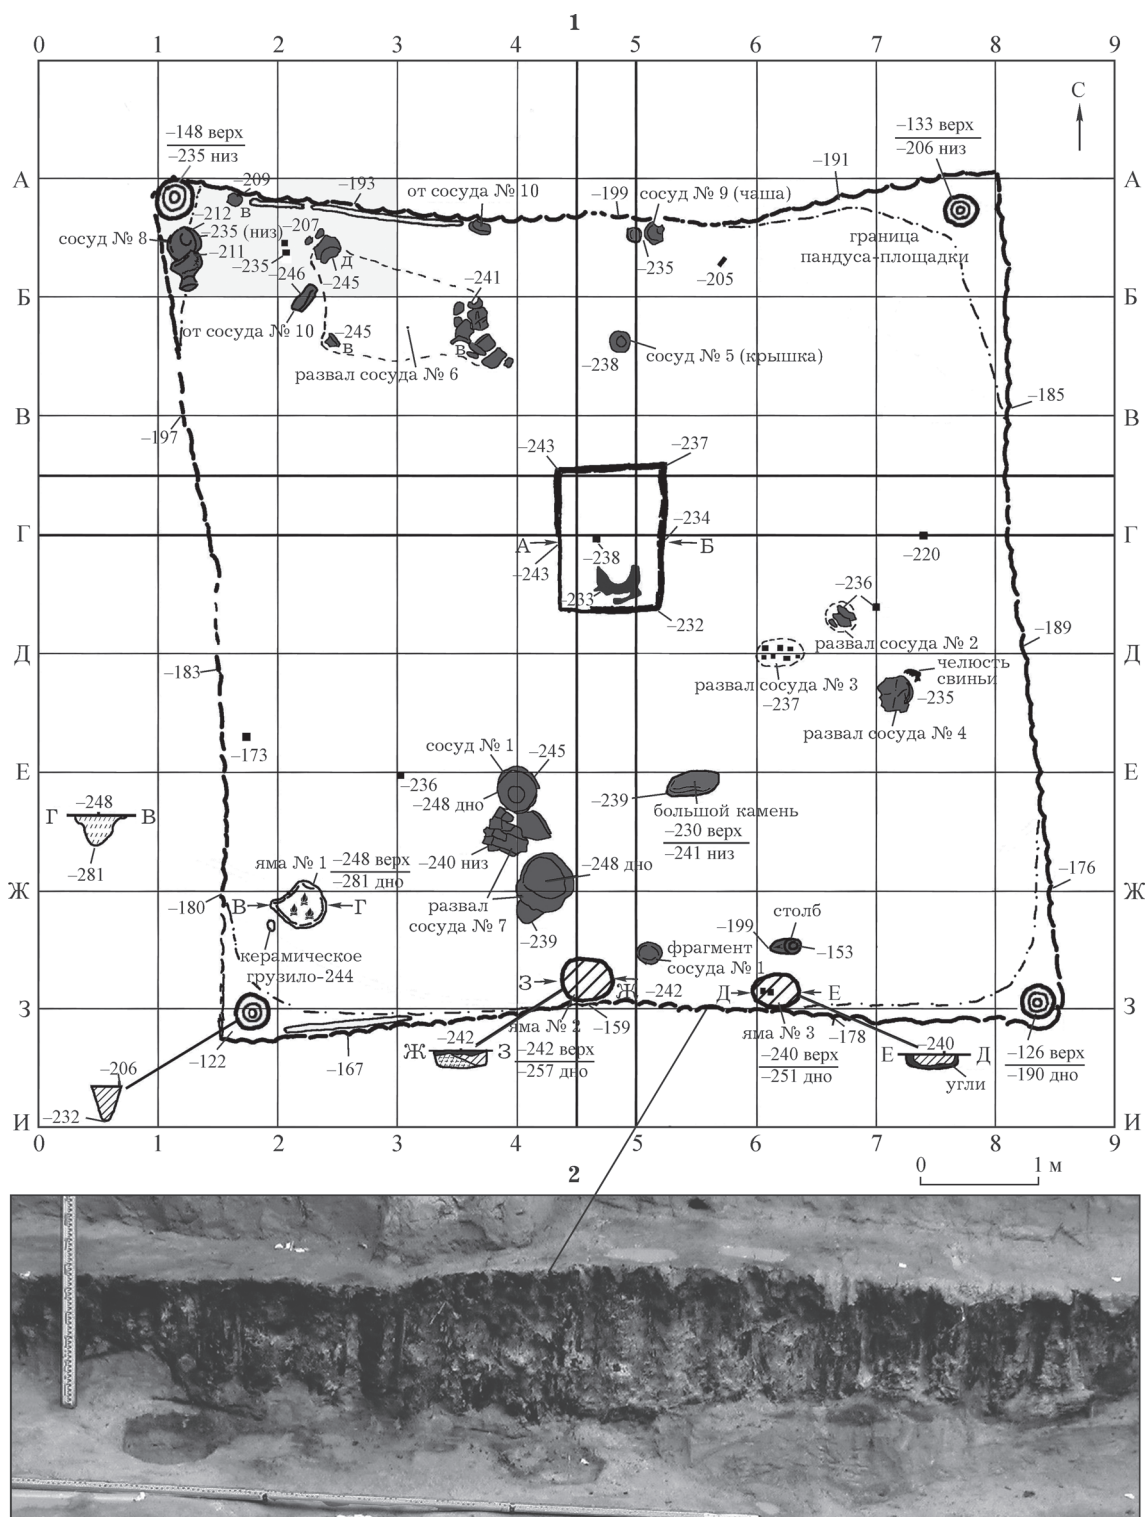 1
0 1 2 3 4 5 6 7 8 9
С
–148 верх
–235 низ
–133 верх
–206 низ
А
–209
–193
от сосуда № 10
–199
сосуд № 9 (чаша)
–191
А
в
–212
–235 (низ)
–207
сосуд № 8
–211
–235
д
–246
–245
–241
–235
–205
граница
пандуса-площадки
Б
Б
от сосуда № 10
–245
в
в
развал сосуда № 6
–238
сосуд № 5 (крышка)
–185
В
–197
В
–243
–237
–234
Г
А
Б
Г
–238
–243
–220
–233
–236
–232
–189
развал сосуда № 2
Д
–183
челюсть
свиньи
Д
развал сосуда № 3
–237
–235
развал сосуда № 4
–173
сосуд № 1
–245
Е
Е
–236
–248 дно
–239
большой камень
–230 верх
–241 низ
Г
–248
В
–281
–240 низ
яма № 1
–248 верх
–281 дно
–248 дно
–176
Ж
Ж
–180
В
Г
развал
сосуда № 7
–239
столб
–199
–153
керамическое
грузило-244
фрагмент
сосуда № 1
З
Ж
–242
Д
Е
З
З
яма № 2
–159
яма № 3
–178
–122
–167
Ж
–242
З
–242 верх
–257 дно
–240 верх
–251 дно
Е
–240
Д
угли
–126 верх
–190 дно
–206
–232
И
И
0 1 2 3 4 5 6 7 8 9
2
0 1 м